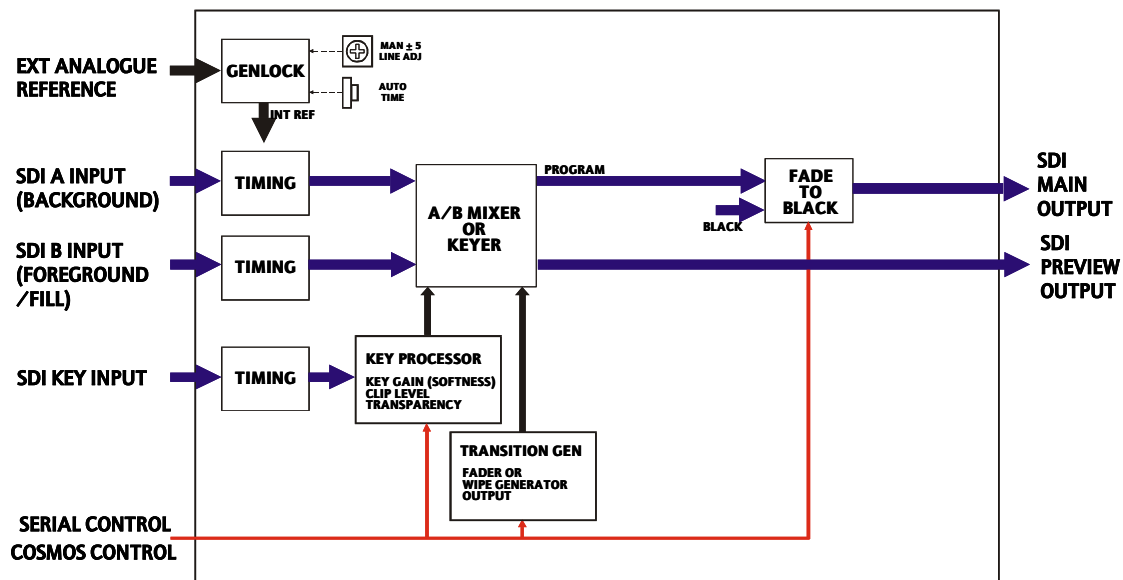 EXT ANALOGUE
REFERENCE
GENLOCK
MAN ± 5
LINE ADJ
AUTO
TIME
INT REF
SDI A INPUT
(BACKGROUND)
TIMING
A/B MIXER
OR
KEYER
PROGRAM
BLACK
FADE
TO
BLACK
SDI
MAIN
OUTPUT
SDI B INPUT
(FOREGROUND
/FILL)
TIMING
SDI
PREVIEW
OUTPUT
SDI KEY INPUT
TIMING
KEY PROCESSOR
KEY GAIN (SOFTNESS)
CLIP LEVEL
TRANSPARENCY
TRANSITION GEN
FADER OR
WIPE GENERATOR
OUTPUT
SERIAL CONTROL
COSMOS CONTROL